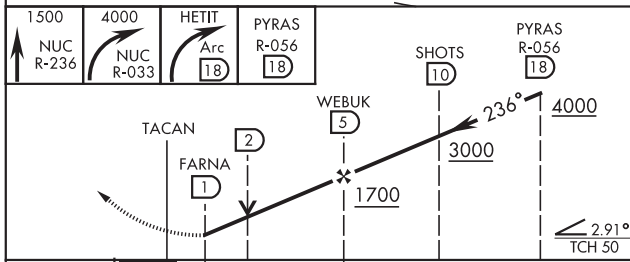 1500
NUC
R-236
4000
NUC
R-033
HETIT
Arc
18
PYRAS
R-056
18
PYRAS
R-056
18
SHOTS
10
236°
4000
WEBUK
5
3000
TACAN
2
FARNA
1
1700
2.91°
TCH 50